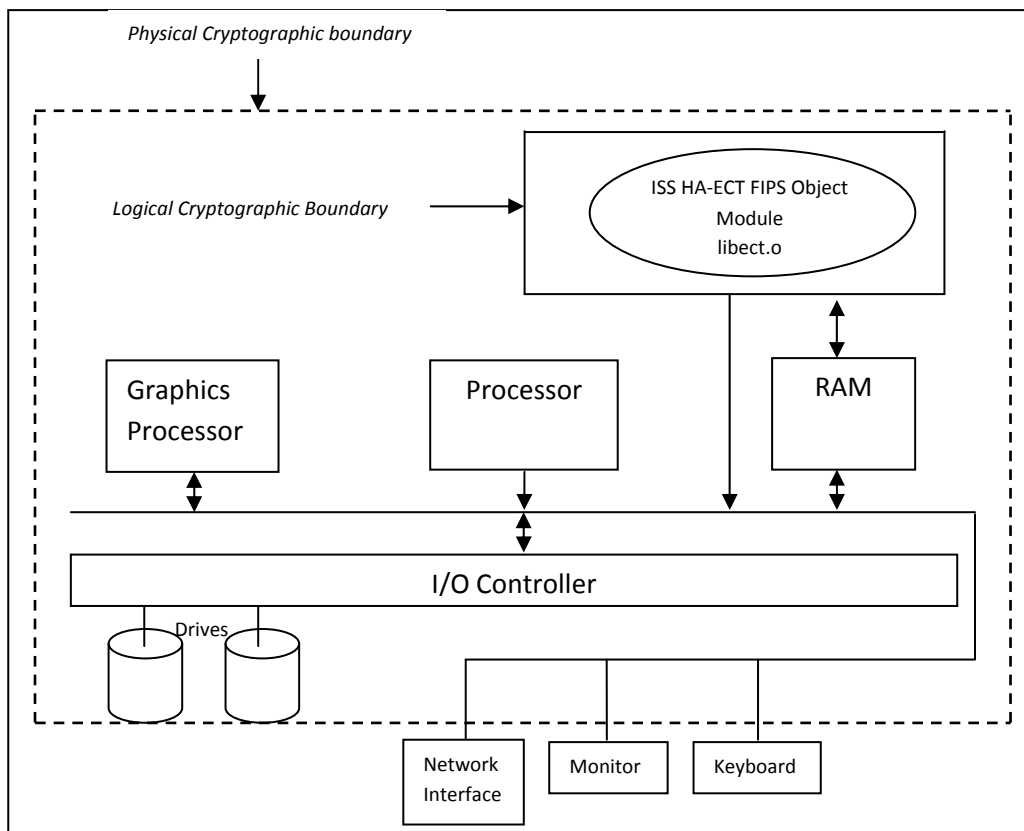 Physical Cryptographic boundary
ISS HA-ECT FIPS Object
Module
libect.o
Logical Cryptographic Boundary
Graphics
Processor
Processor
RAM
I/O Controller
Drives
Network
Interface
Monitor
Keyboard